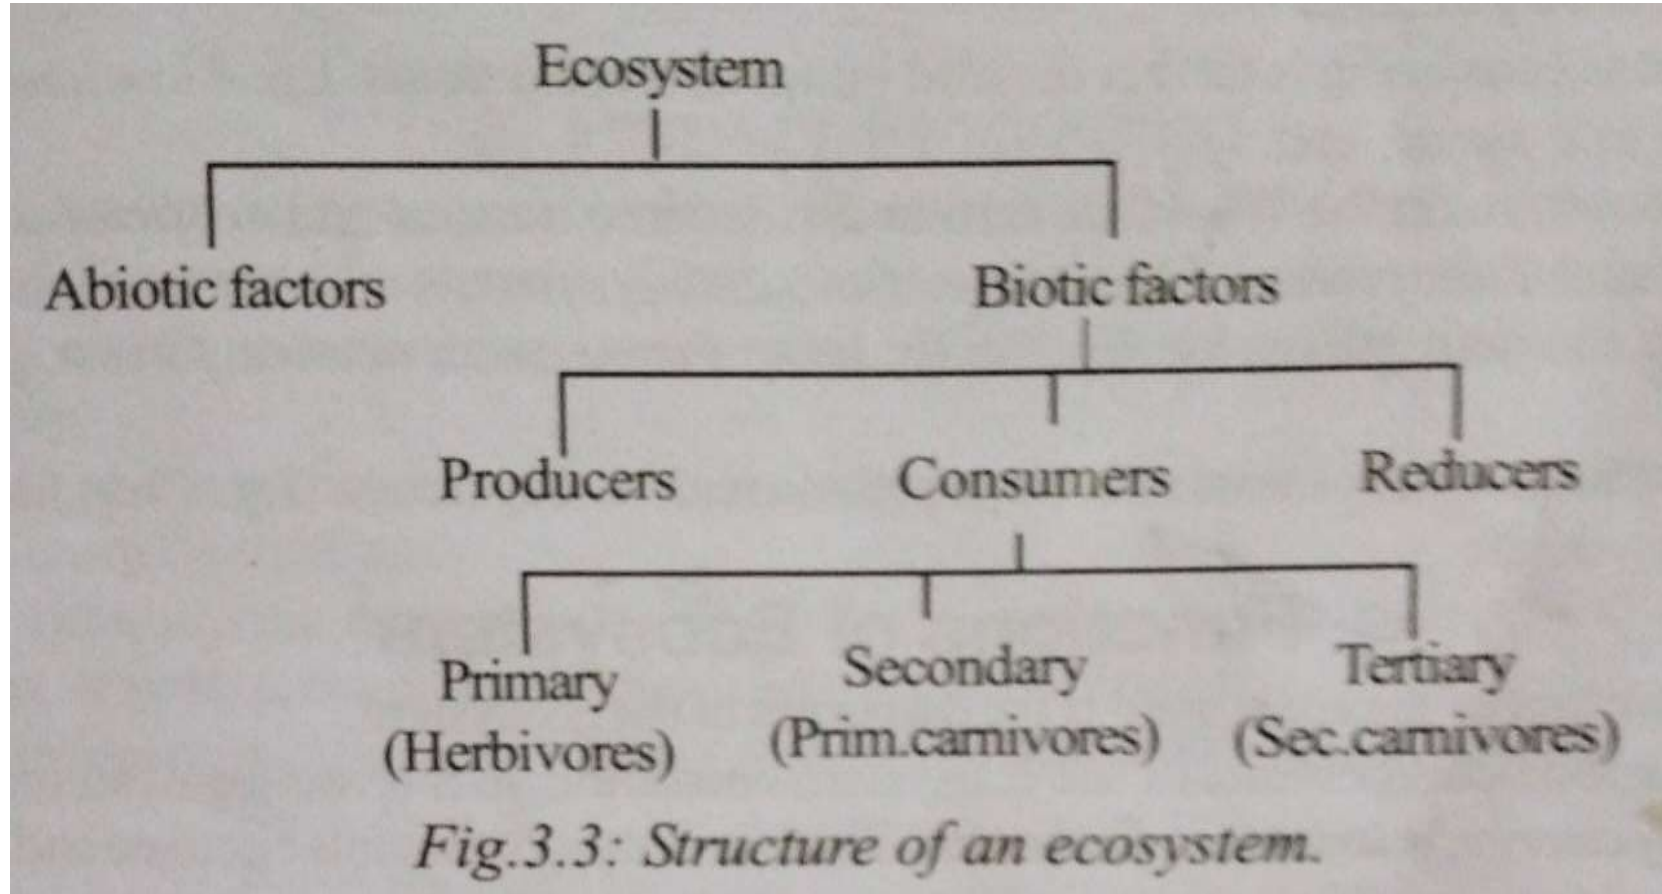 Ecosystem
Abiotic factors Biotic factors
Producers Consumers Reducers
Primary Secondary Tertiary
(Herbivores) (Prim.carnivores) (Sec.carnivores)
Fig.3.3: Structure of an ecosystem.